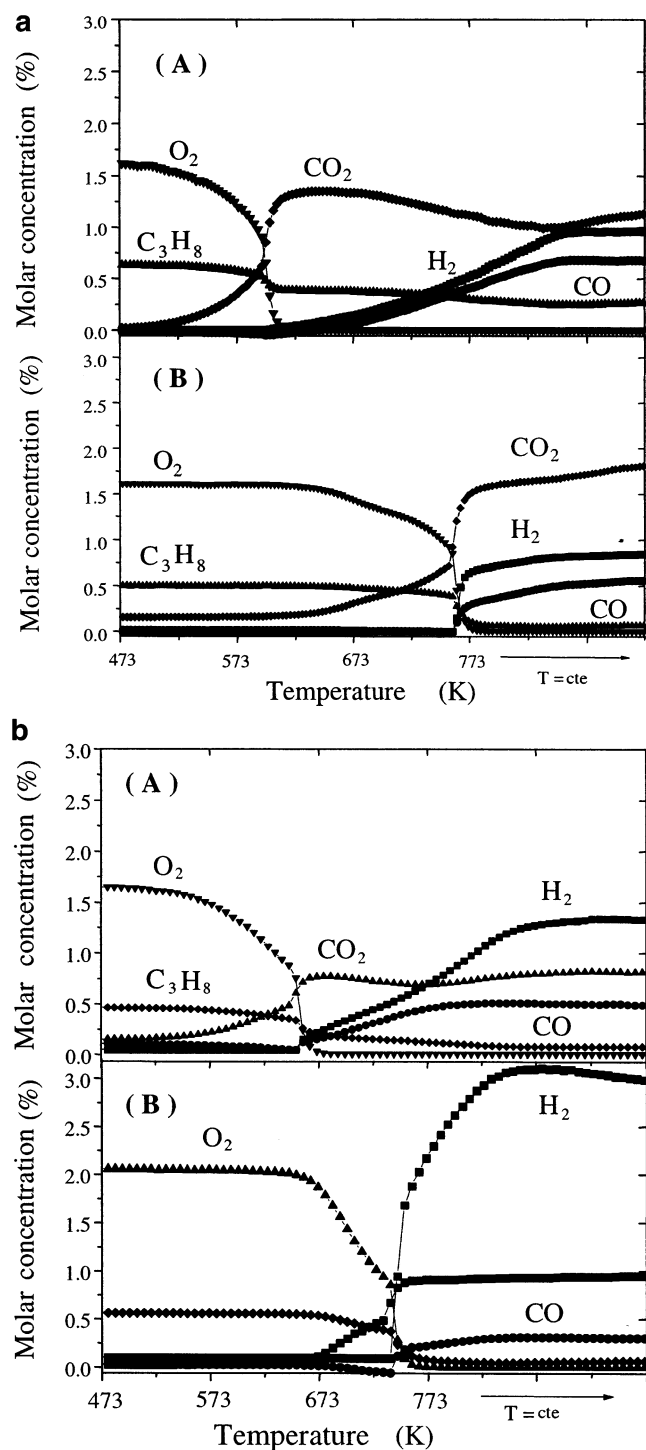 a
Molar concentration (%)
3.0
2.5
2.0
1.5
1.0
0.5
0.0
( A )
O2
CO2
C3H8
H2
CO
Molar concentration (%)
3.0
2.5
2.0
1.5
1.0
0.5
0.0
( B )
O2
CO2
C3H8
H2
CO
473 573 673 773
T = cte
Temperature (K)
b
Molar concentration (%)
3.0
2.5
2.0
1.5
1.0
0.5
0.0
( A )
O2
H2
CO2
C3H8
CO
Molar concentration (%)
3.0
2.5
2.0
1.5
1.0
0.5
0.0
( B )
O2
H2
CO
473 573 673 773
T = cte
Temperature (K)